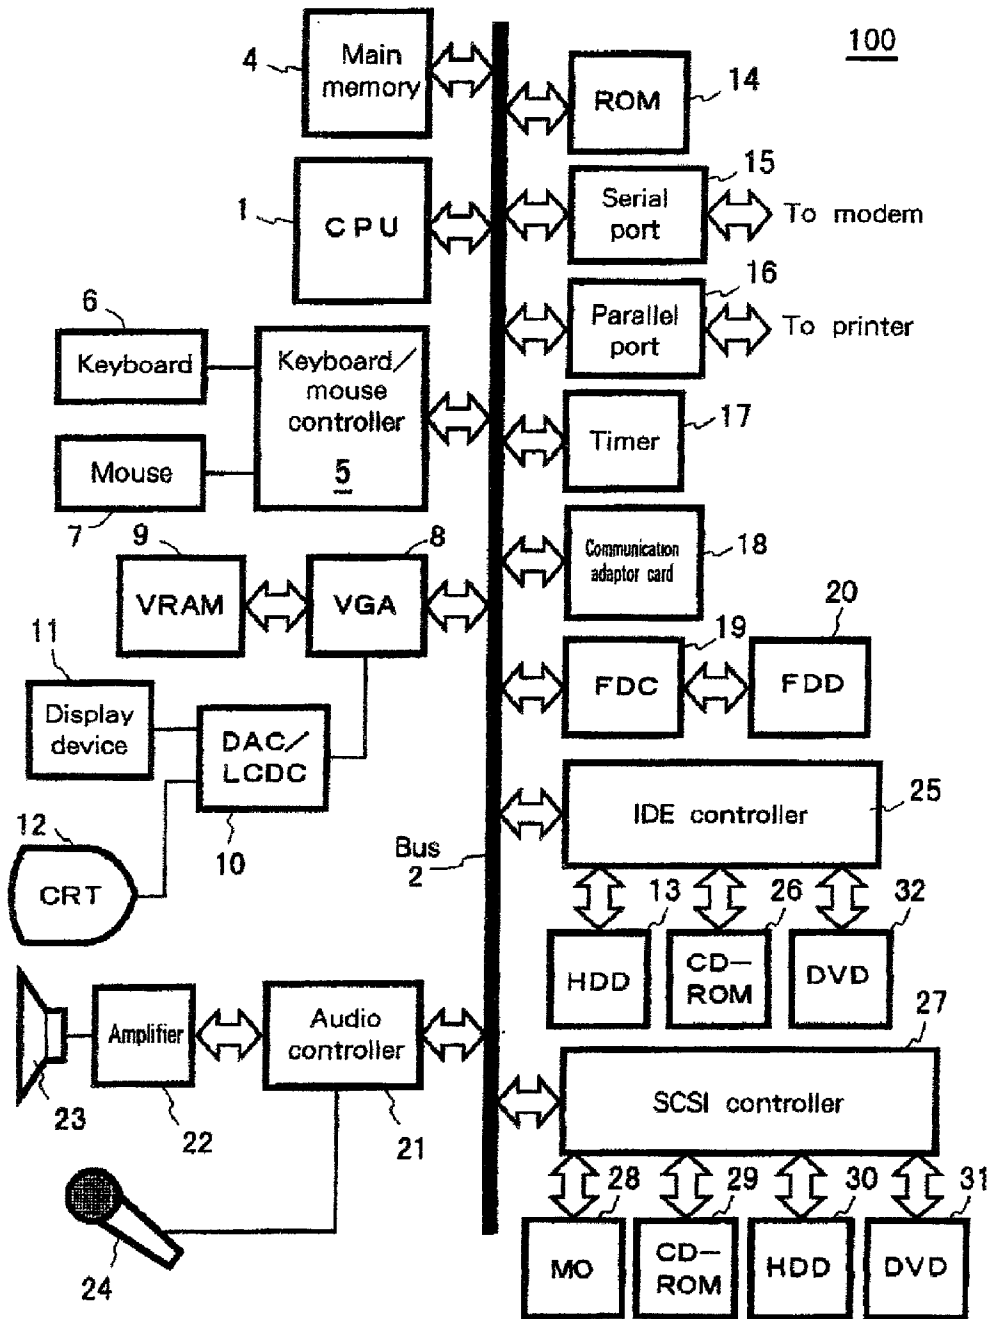 100
4
Main
memory
ROM
14
1
CPU
15
Serial
port
To modem
16
Parallel
port
To printer
6
Keyboard
Keyboard/
mouse
controller
5
Mouse
7
Timer
17
9
VRAM
8
VGA
Communication
adaptor card
18
11
Display
device
DAC/
LCDC
10
19
FDC
20
FDD
12
CRT
Bus
2
IDE controller
25
13
HDD
26
CD-
ROM
32
DVD
23
Amplifier
22
Audio
controller
21
24
27
SCSI controller
28
MO
29
CD-
ROM
30
HDD
31
DVD